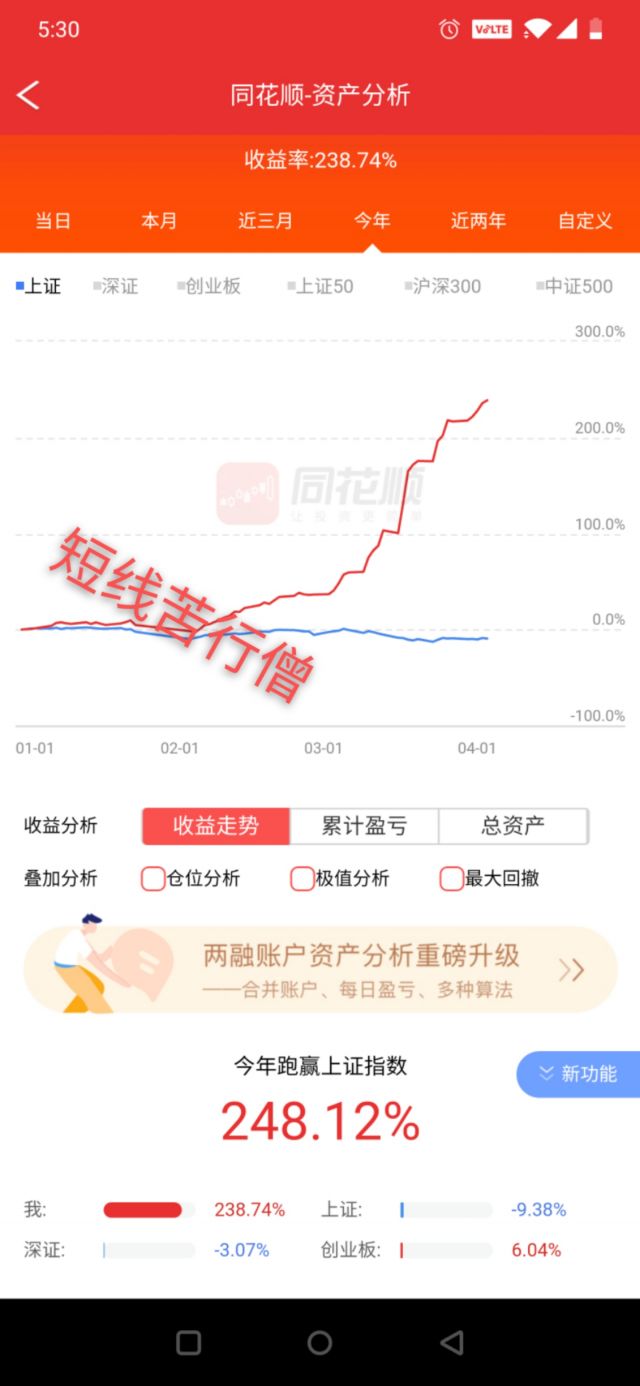 5:30
VoLTE
同花顺-资产分析
收益率:238.74%
当日 本月 近三月 今年 近两年 自定义
上证 深证 创业板 上证50 沪深300 中证500
300.0%
200.0%
同花顺
100.0%
短线苦行僧
0.0%
-100.0%
01-01 02-01 03-01 04-01
收益分析 收益走势 累计盈亏 总资产
叠加分析 仓位分析 极值分析 最大回撤
两融账户资产分析重磅升级
——合并账户、每日盈亏、多种算法
今年跑赢上证指数
新功能
248.12%
我: 238.74% 上证: -9.38%
深证: -3.07% 创业板: 6.04%